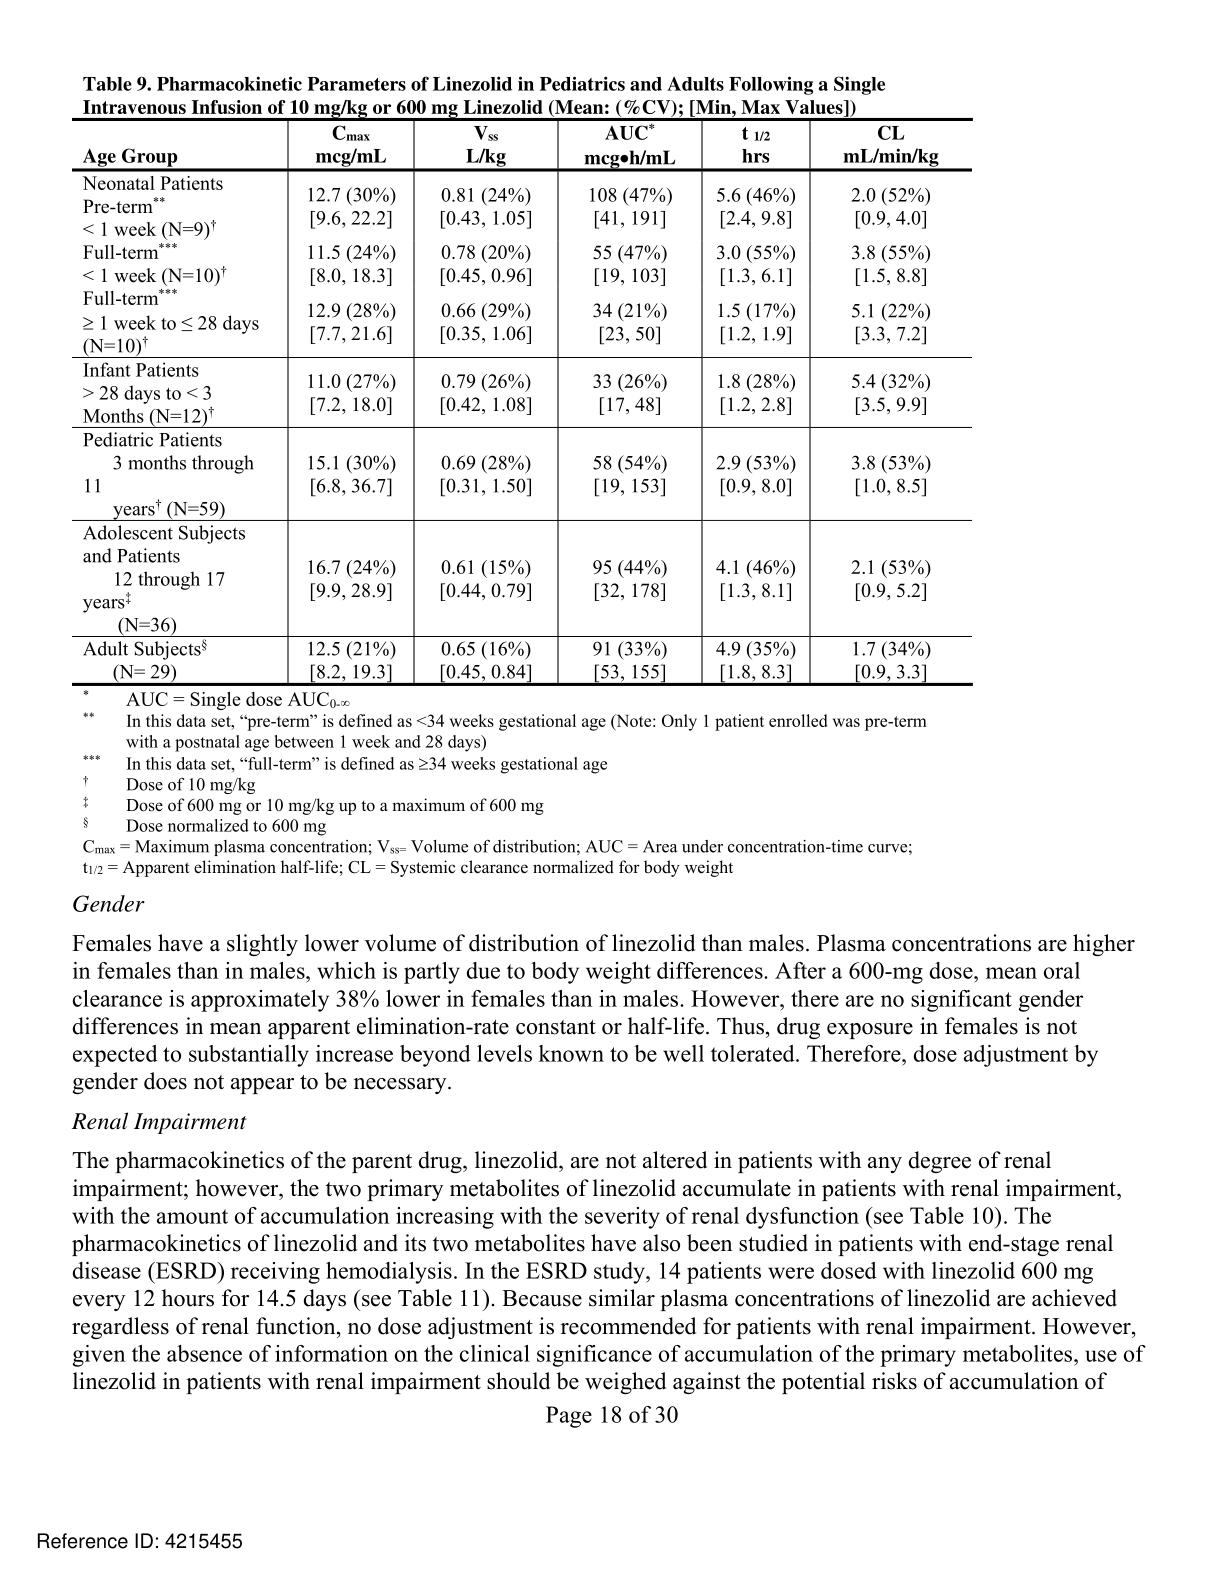 Table 9. Pharmacokinetic Parameters of Linezolid in Pediatrics and Adults Following a Single
Intravenous Infusion of 10 mg/kg or 600 mg Linezolid (Mean: (%CV); [Min, Max Values])
Age Group | Cmax mcg/mL | Vss L/kg | AUC* mcg•h/mL | t 1/2 hrs | CL mL/min/kg
Neonatal Patients
Pre-term**
< 1 week (N=9)† | 12.7 (30%) [9.6, 22.2] | 0.81 (24%) [0.43, 1.05] | 108 (47%) [41, 191] | 5.6 (46%) [2.4, 9.8] | 2.0 (52%) [0.9, 4.0]
Full-term***
< 1 week (N=10)† | 11.5 (24%) [8.0, 18.3] | 0.78 (20%) [0.45, 0.96] | 55 (47%) [19, 103] | 3.0 (55%) [1.3, 6.1] | 3.8 (55%) [1.5, 8.8]
Full-term***
≥ 1 week to ≤ 28 days
(N=10)† | 12.9 (28%) [7.7, 21.6] | 0.66 (29%) [0.35, 1.06] | 34 (21%) [23, 50] | 1.5 (17%) [1.2, 1.9] | 5.1 (22%) [3.3, 7.2]
Infant Patients
> 28 days to < 3
Months (N=12)† | 11.0 (27%) [7.2, 18.0] | 0.79 (26%) [0.42, 1.08] | 33 (26%) [17, 48] | 1.8 (28%) [1.2, 2.8] | 5.4 (32%) [3.5, 9.9]
Pediatric Patients
3 months through
11
years† (N=59) | 15.1 (30%) [6.8, 36.7] | 0.69 (28%) [0.31, 1.50] | 58 (54%) [19, 153] | 2.9 (53%) [0.9, 8.0] | 3.8 (53%) [1.0, 8.5]
Adolescent Subjects
and Patients
12 through 17
years‡
(N=36) | 16.7 (24%) [9.9, 28.9] | 0.61 (15%) [0.44, 0.79] | 95 (44%) [32, 178] | 4.1 (46%) [1.3, 8.1] | 2.1 (53%) [0.9, 5.2]
Adult Subjects§
(N= 29) | 12.5 (21%) [8.2, 19.3] | 0.65 (16%) [0.45, 0.84] | 91 (33%) [53, 155] | 4.9 (35%) [1.8, 8.3] | 1.7 (34%) [0.9, 3.3]
* AUC = Single dose AUC0-∞
** In this data set, “pre-term” is defined as <34 weeks gestational age (Note: Only 1 patient enrolled was pre-term
with a postnatal age between 1 week and 28 days)
*** In this data set, “full-term” is defined as ≥34 weeks gestational age
† Dose of 10 mg/kg
‡ Dose of 600 mg or 10 mg/kg up to a maximum of 600 mg
§ Dose normalized to 600 mg
Cmax = Maximum plasma concentration; Vss= Volume of distribution; AUC = Area under concentration-time curve;
t1/2 = Apparent elimination half-life; CL = Systemic clearance normalized for body weight
Gender
Females have a slightly lower volume of distribution of linezolid than males. Plasma concentrations are higher
in females than in males, which is partly due to body weight differences. After a 600-mg dose, mean oral
clearance is approximately 38% lower in females than in males. However, there are no significant gender
differences in mean apparent elimination-rate constant or half-life. Thus, drug exposure in females is not
expected to substantially increase beyond levels known to be well tolerated. Therefore, dose adjustment by
gender does not appear to be necessary.
Renal Impairment
The pharmacokinetics of the parent drug, linezolid, are not altered in patients with any degree of renal
impairment; however, the two primary metabolites of linezolid accumulate in patients with renal impairment,
with the amount of accumulation increasing with the severity of renal dysfunction (see Table 10). The
pharmacokinetics of linezolid and its two metabolites have also been studied in patients with end-stage renal
disease (ESRD) receiving hemodialysis. In the ESRD study, 14 patients were dosed with linezolid 600 mg
every 12 hours for 14.5 days (see Table 11). Because similar plasma concentrations of linezolid are achieved
regardless of renal function, no dose adjustment is recommended for patients with renal impairment. However,
given the absence of information on the clinical significance of accumulation of the primary metabolites, use of
linezolid in patients with renal impairment should be weighed against the potential risks of accumulation of
Page 18 of 30
Reference ID: 4215455